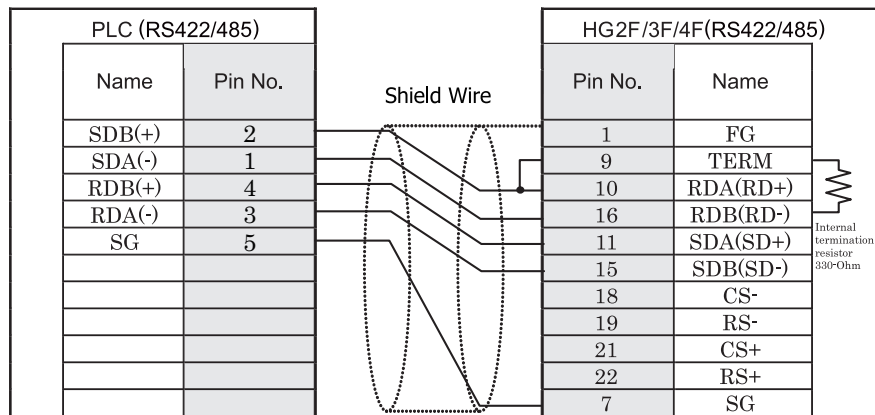 PLC (RS422/485) HG2F/3F/4F(RS422/485)
Name Pin No. Shield Wire Pin No. Name
SDB(+) 2 1 FG
SDA(-) 1 9 TERM
RDB(+) 4 10 RDA(RD+)
RDA(-) 3 16 RDB(RD-)
SG 5 11 SDA(SD+)
15 SDB(SD-)
18 CS-
19 RS-
21 CS+
22 RS+
7 SG
Internal
termination
resistor
330-Ohm